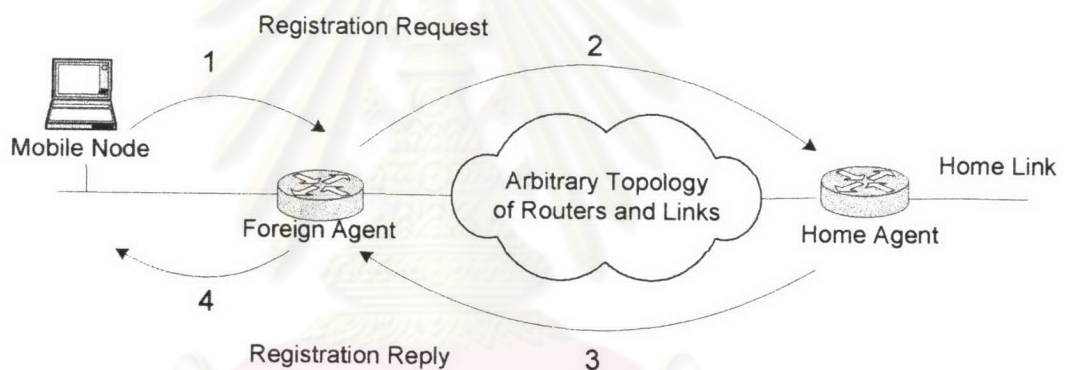 Registration Request
1
2
Mobile Node
Arbitrary Topology
of Routers and Links
Home Link
Foreign Agent
Home Agent
4
3
Registration Reply